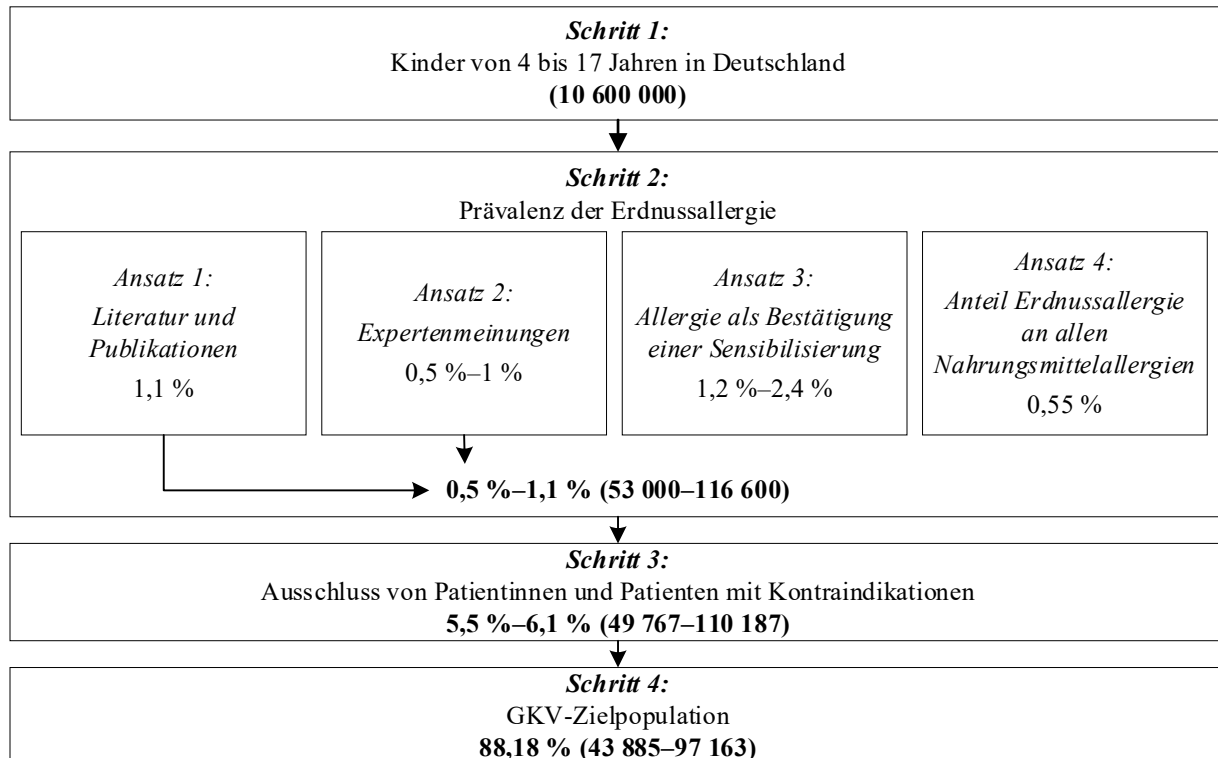 Schritt 1:
Kinder von 4 bis 17 Jahren in Deutschland
(10 600 000)
Schritt 2:
Prävalenz der Erdnussallergie
Ansatz 1:
Literatur und
Publikationen
1,1 %
Ansatz 2:
Expertenmeinungen
0,5 %–1 %
Ansatz 3:
Allergie als Bestätigung
einer Sensibilisierung
1,2 %–2,4 %
Ansatz 4:
Anteil Erdnussallergie
an allen
Nahrungsmittelallergien
0,55 %
0,5 %–1,1 % (53 000–116 600)
Schritt 3:
Ausschluss von Patientinnen und Patienten mit Kontraindikationen
5,5 %–6,1 % (49 767–110 187)
Schritt 4:
GKV-Zielpopulation
88,18 % (43 885–97 163)